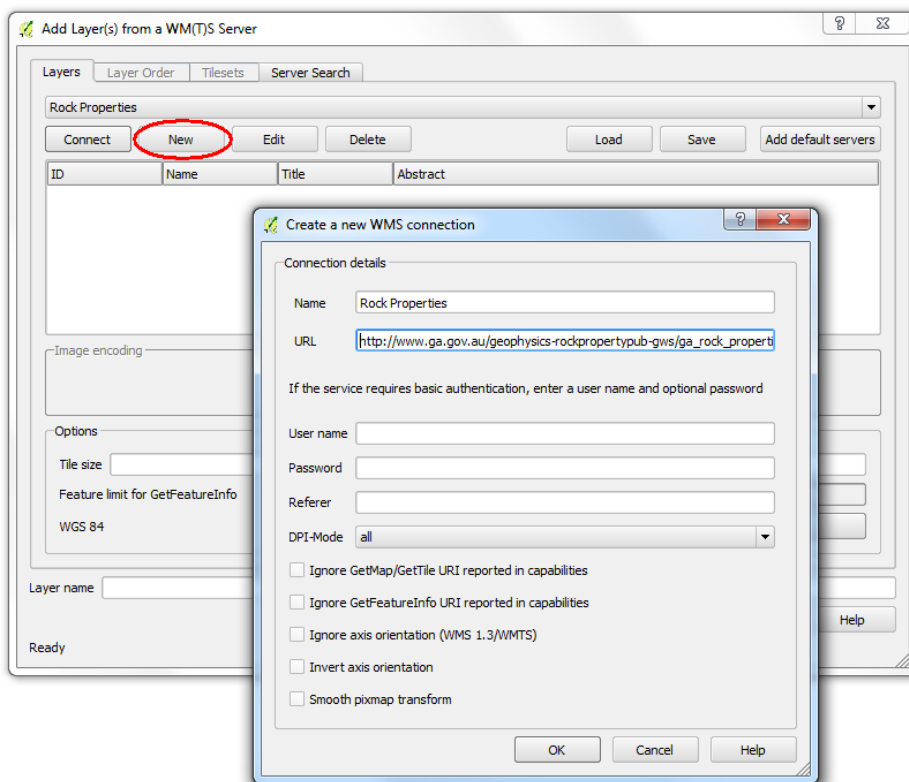 Add Layer(s) from a WM(T)S Server
Layers Layer Order Tilesets Server Search
Rock Properties
Connect New Edit Delete Load Save Add default servers
ID Name Title Abstract
Image encoding
Options
Tile size
Feature limit for GetFeatureInfo
WGS 84
Layer name
Help
Ready
Create a new WMS connection
Connection details
Name Rock Properties
URL http://www.ga.gov.au/geophysics-rockpropertypub-gws/ga_rock_properti
If the service requires basic authentication, enter a user name and optional password
User name
Password
Referer
DPI-Mode all
Ignore GetMap/GetTile URI reported in capabilities
Ignore GetFeatureInfo URI reported in capabilities
Ignore axis orientation (WMS 1.3/WMTS)
Invert axis orientation
Smooth pixmap transform
OK Cancel Help